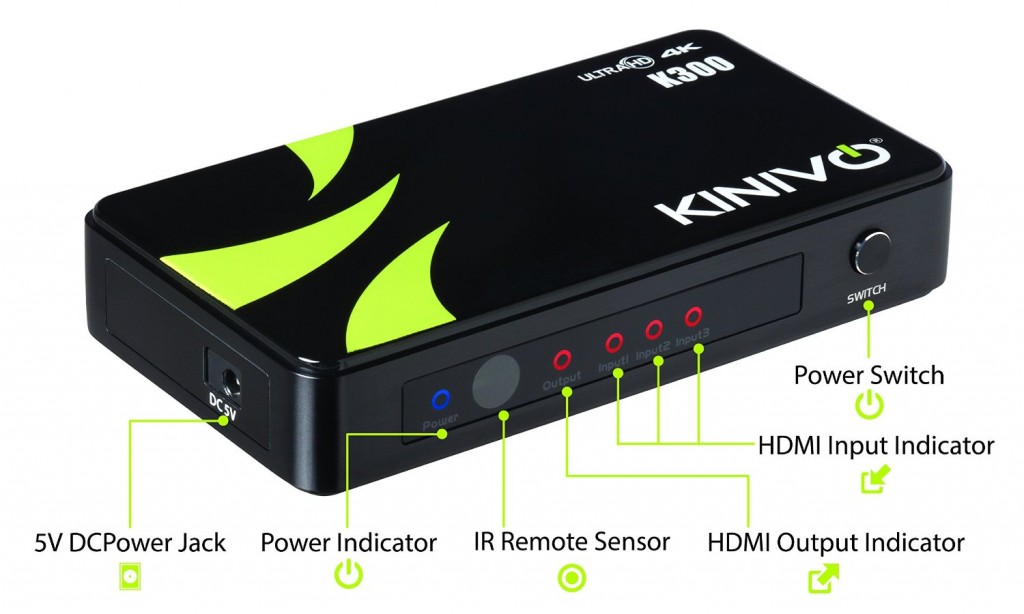 ULTRA HD 4K
K300
KINIVO®
SWITCH
DC 5V
Power
Output
Input1
Input2
Input3
Power Switch
HDMI Input Indicator
5V DCPower Jack
Power Indicator
IR Remote Sensor
HDMI Output Indicator